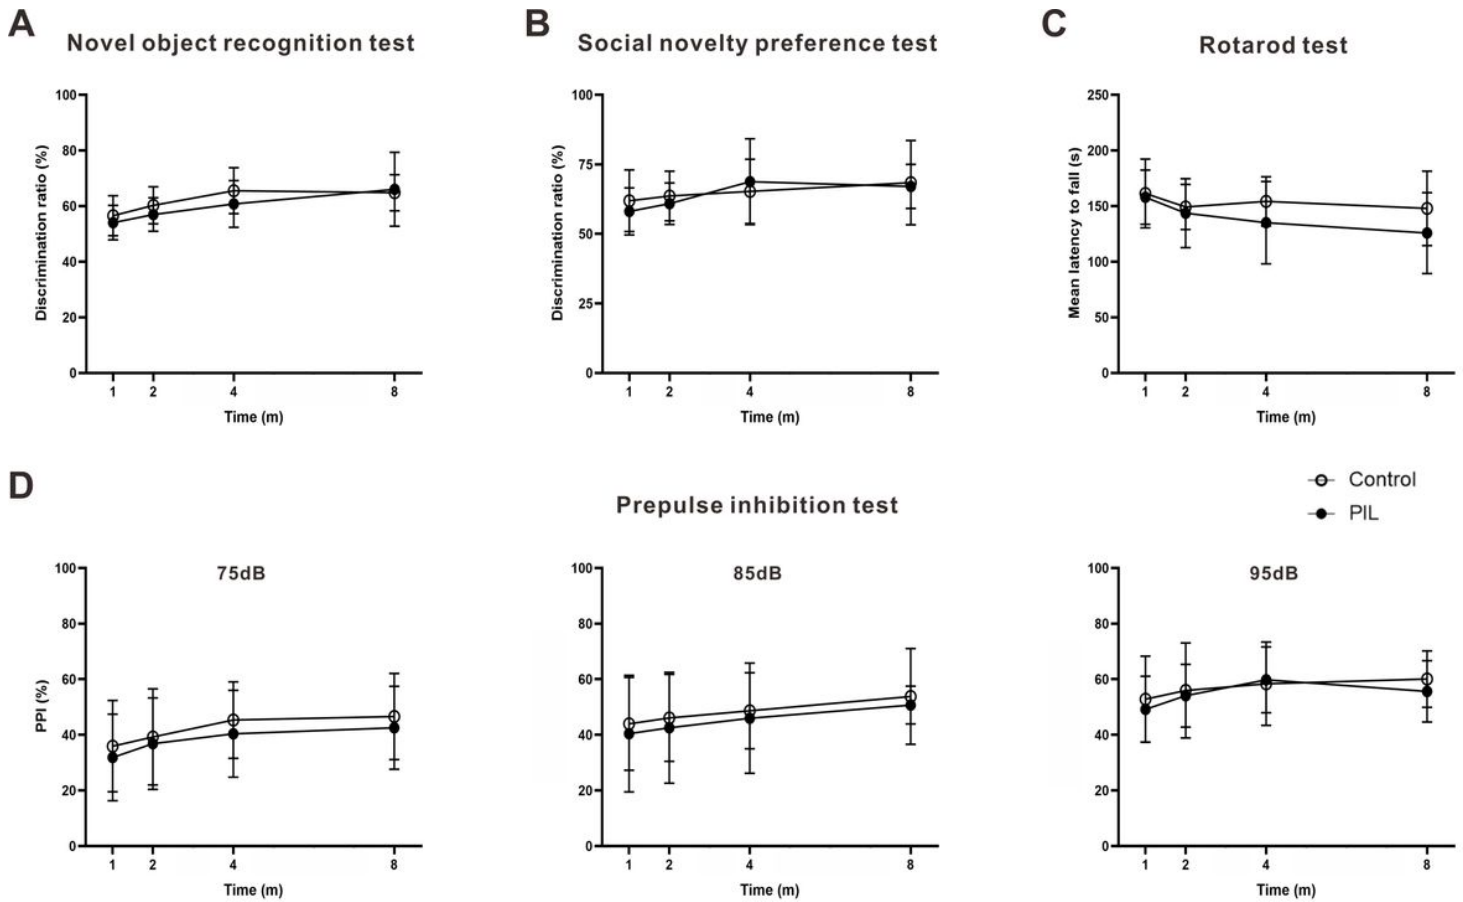 A
Novel object recognition test
Discrimination ratio (%)
100
80
60
40
20
0
1 2 4 8
Time (m)
B
Social novelty preference test
Discrimination ratio (%)
100
75
50
25
0
1 2 4 8
Time (m)
C
Rotarod test
Mean latency to fall (s)
250
200
150
100
50
0
1 2 4 8
Time (m)
Control
PIL
D
Prepulse inhibition test
75dB
PPI (%)
100
80
60
40
20
0
1 2 4 8
Time (m)
85dB
100
80
60
40
20
0
1 2 4 8
Time (m)
95dB
100
80
60
40
20
0
1 2 4 8
Time (m)